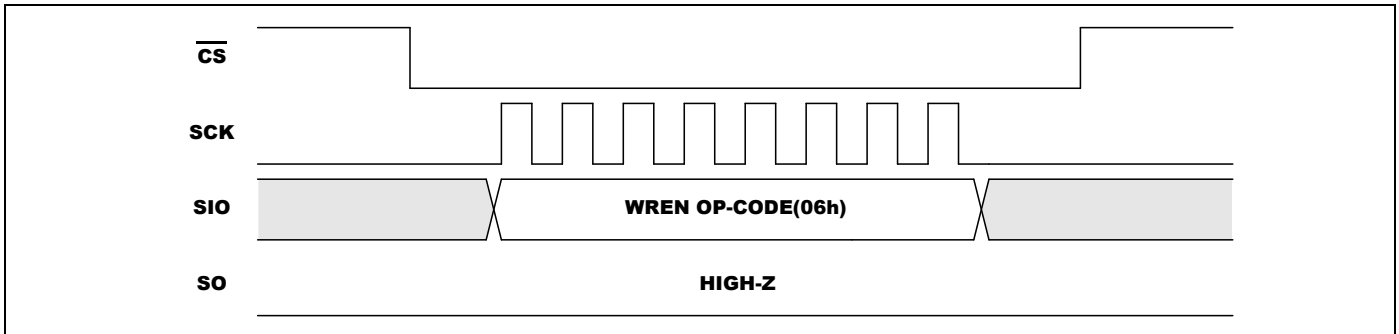 CS
SCK
SIO
WREN OP-CODE(06h)
SO
HIGH-Z